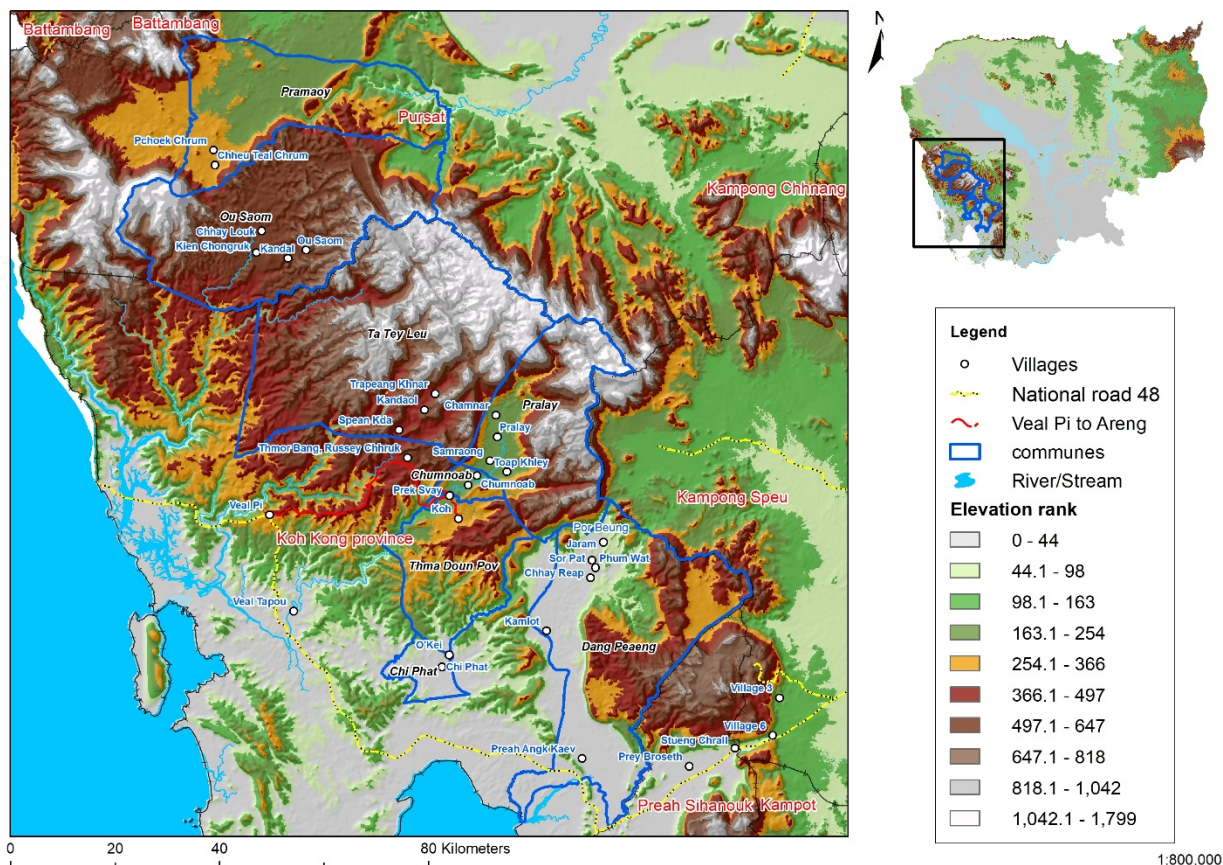 Battambang
Battambang
N
Pramaoy
Pursat
Pchoek Chrum
Chheu Teal Chrum
Kampong Chhnang
Ou Saom
Chhay Louk
Kien Chongruk
Kandal
Ou Saom
Ta Tey Leu
Trapeang Khnar
Kandaol
Chamnar
Pralay
Spean Kda
Pralay
Thmor Bang, Russey Chhruk
Samraong
Toap Khley
Chumnoab
Chumnoab
Prek Svay
Kampong Speu
Veal Pi
Koh
Koh Kong province
Por Beung
Jaram
Sor Pat
Phum Wat
Thma Doun Pov
Chhay Reap
Veal Tapou
Kamlot
O'Kei
Dang Peaeng
Chi Phat
Chi Phat
Village 3
Village 6
Stueng Chrall
Preah Angk Kaev
Prey Broseth
Preah Sihanouk
Kampot
0 20 40 80 Kilometers
Legend
Villages
National road 48
Veal Pi to Areng
communes
River/Stream
Elevation rank
0 - 44
44.1 - 98
98.1 - 163
163.1 - 254
254.1 - 366
366.1 - 497
497.1 - 647
647.1 - 818
818.1 - 1,042
1,042.1 - 1,799
1:800.000